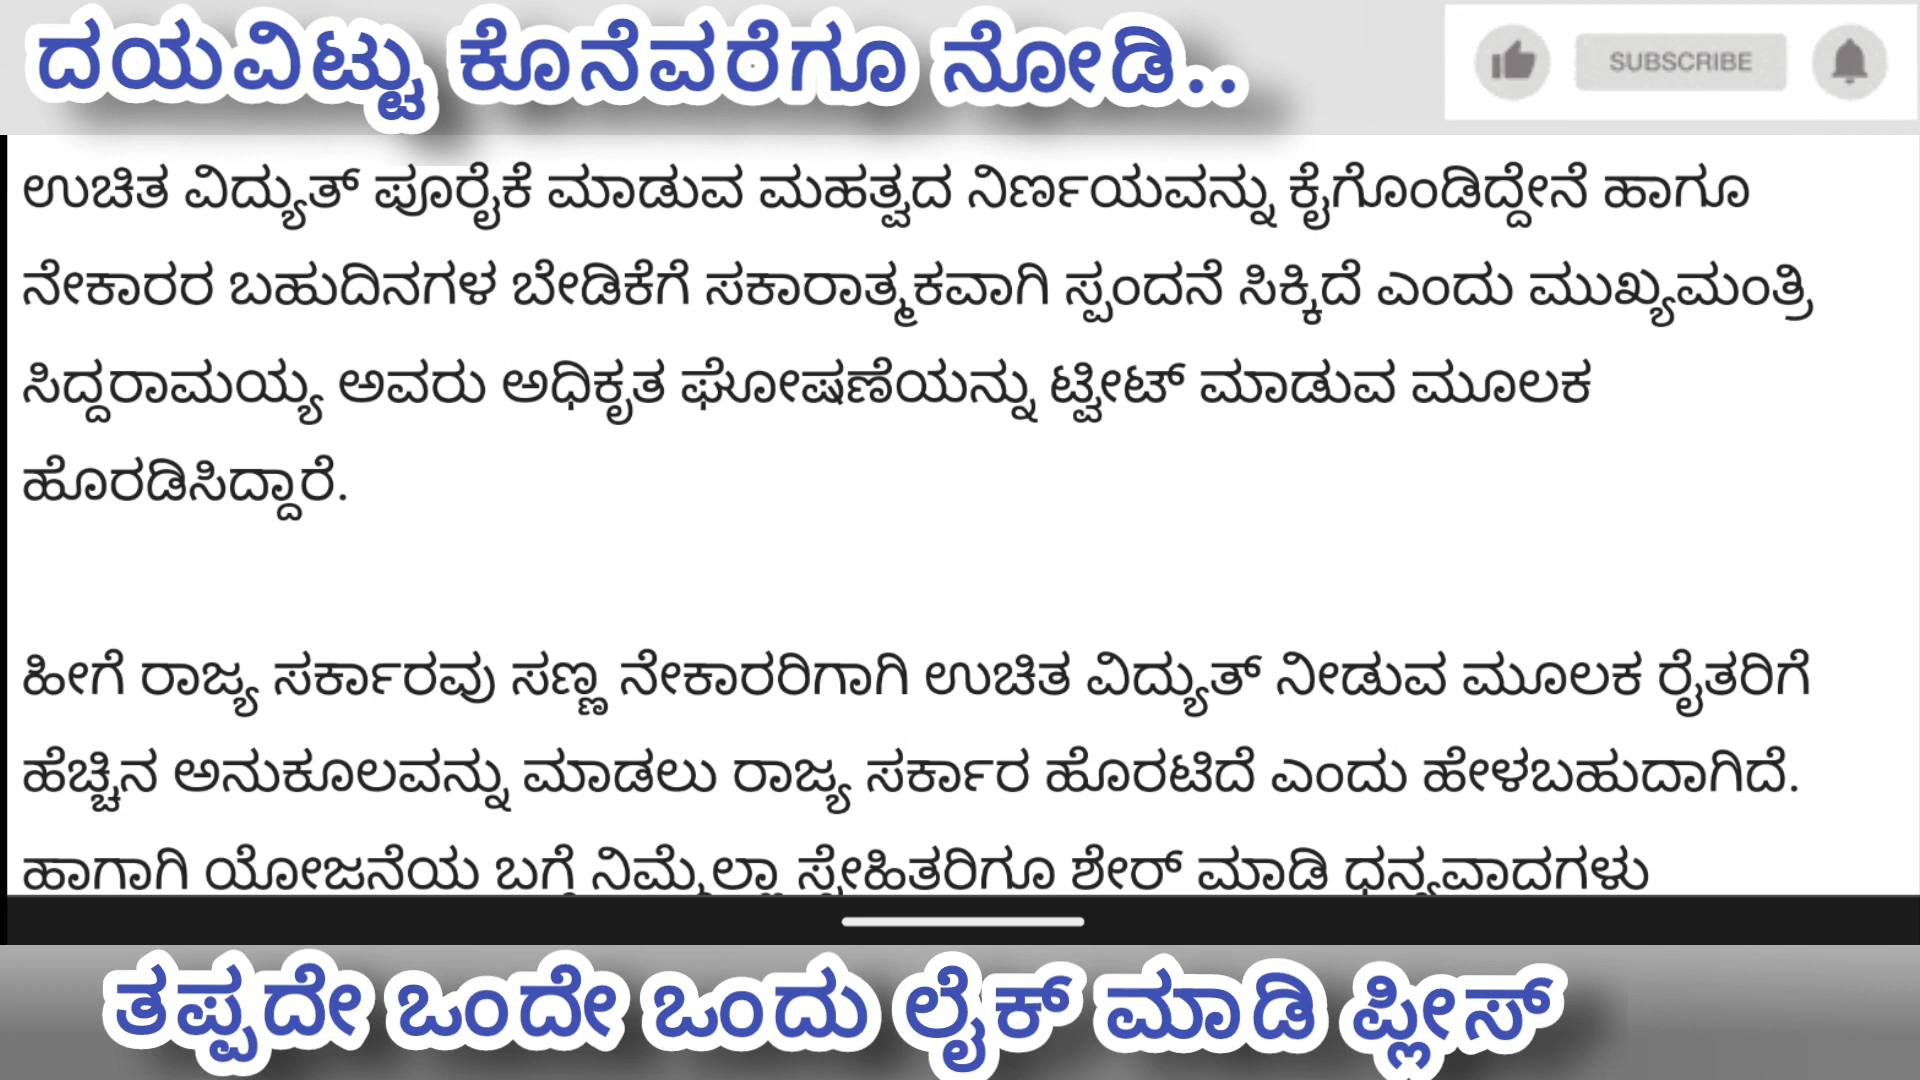 ದಯವಿಟ್ಟು ಕೊನೆವರೆಗೂ ನೋಡಿ..
SUBSCRIBE
ಉಚಿತ ವಿದ್ಯುತ್ ಪೂರೈಕೆ ಮಾಡುವ ಮಹತ್ವದ ನಿರ್ಣಯವನ್ನು ಕೈಗೊಂಡಿದ್ದೇನೆ ಹಾಗೂ
ನೇಕಾರರ ಬಹುದಿನಗಳ ಬೇಡಿಕೆಗೆ ಸಕಾರಾತ್ಮಕವಾಗಿ ಸ್ಪಂದನೆ ಸಿಕ್ಕಿದೆ ಎಂದು ಮುಖ್ಯಮಂತ್ರಿ
ಸಿದ್ದರಾಮಯ್ಯ ಅವರು ಅಧಿಕೃತ ಘೋಷಣೆಯನ್ನು ಟ್ವೀಟ್ ಮಾಡುವ ಮೂಲಕ
ಹೊರಡಿಸಿದ್ದಾರೆ.
ಹೀಗೆ ರಾಜ್ಯ ಸರ್ಕಾರವು ಸಣ್ಣ ನೇಕಾರರಿಗಾಗಿ ಉಚಿತ ವಿದ್ಯುತ್ ನೀಡುವ ಮೂಲಕ ರೈತರಿಗೆ
ಹೆಚ್ಚಿನ ಅನುಕೂಲವನ್ನು ಮಾಡಲು ರಾಜ್ಯ ಸರ್ಕಾರ ಹೊರಟಿದೆ ಎಂದು ಹೇಳಬಹುದಾಗಿದೆ.
ಹಾಗಾಗಿ ಯೋಜನೆಯ ಬಗ್ಗೆ ನಿಮ್ಮೆಲ್ಲಾ ಸ್ನೇಹಿತರಿಗೂ ಶೇರ್ ಮಾಡಿ ಧನ್ಯವಾದಗಳು
ತಪ್ಪದೇ ಒಂದೇ ಒಂದು ಲೈಕ್ ಮಾಡಿ ಪ್ಲೀಸ್